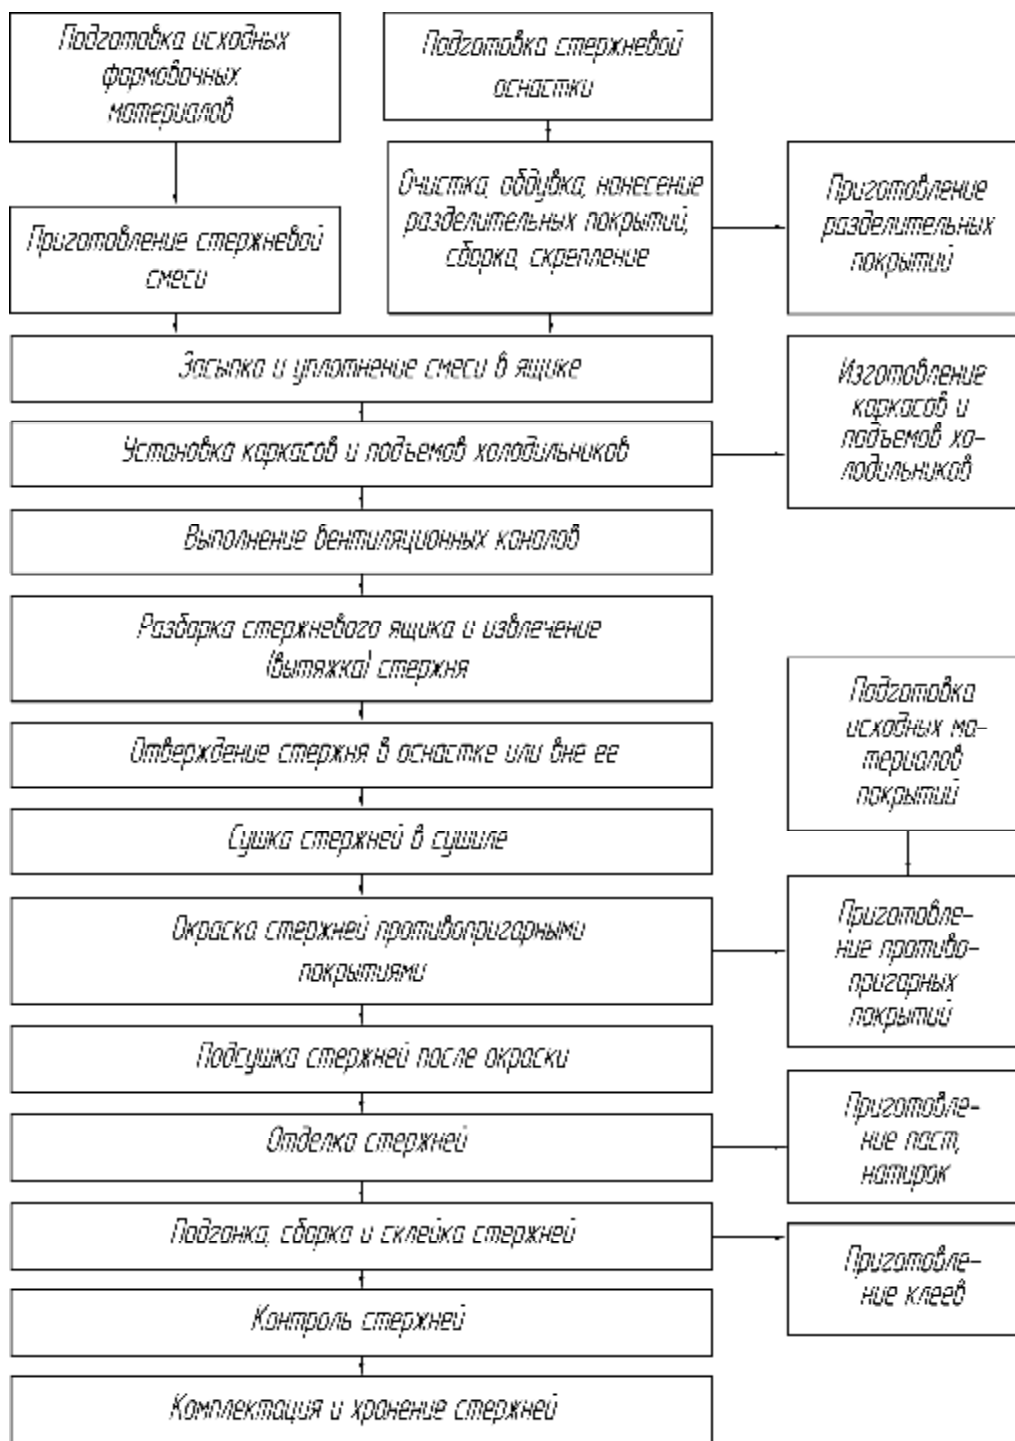 Подготовка исходных
формовочных
материалов
Подготовка стержневой
оснастки
Очистка, обдувка, нанесение
разделительных покрытий,
сборка, скрепление
Приготовление
разделительных
покрытий
Приготовление стержневой
смеси
Засыпка и уплотнение смеси в ящике
Изготовление
каркасов и
подъемов хо-
лодильников
Установка каркасов и подъемов холодильников
Выполнение вентиляционных каналов
Разборка стержневого ящика и извлечение
(вытяжка) стержня
Подготовка
исходных ма-
териалов
покрытий
Отверждение стержня в оснастке или вне ее
Сушка стержней в сушиле
Окраска стержней противопригарными
покрытиями
Приготовле-
ние противо-
пригарных
покрытий
Подсушка стержней после окраски
Отделка стержней
Приготовле-
ние паст,
натирок
Подгонка, сборка и склейка стержней
Приготовле-
ние клеев
Контроль стержней
Комплектация и хранение стержней